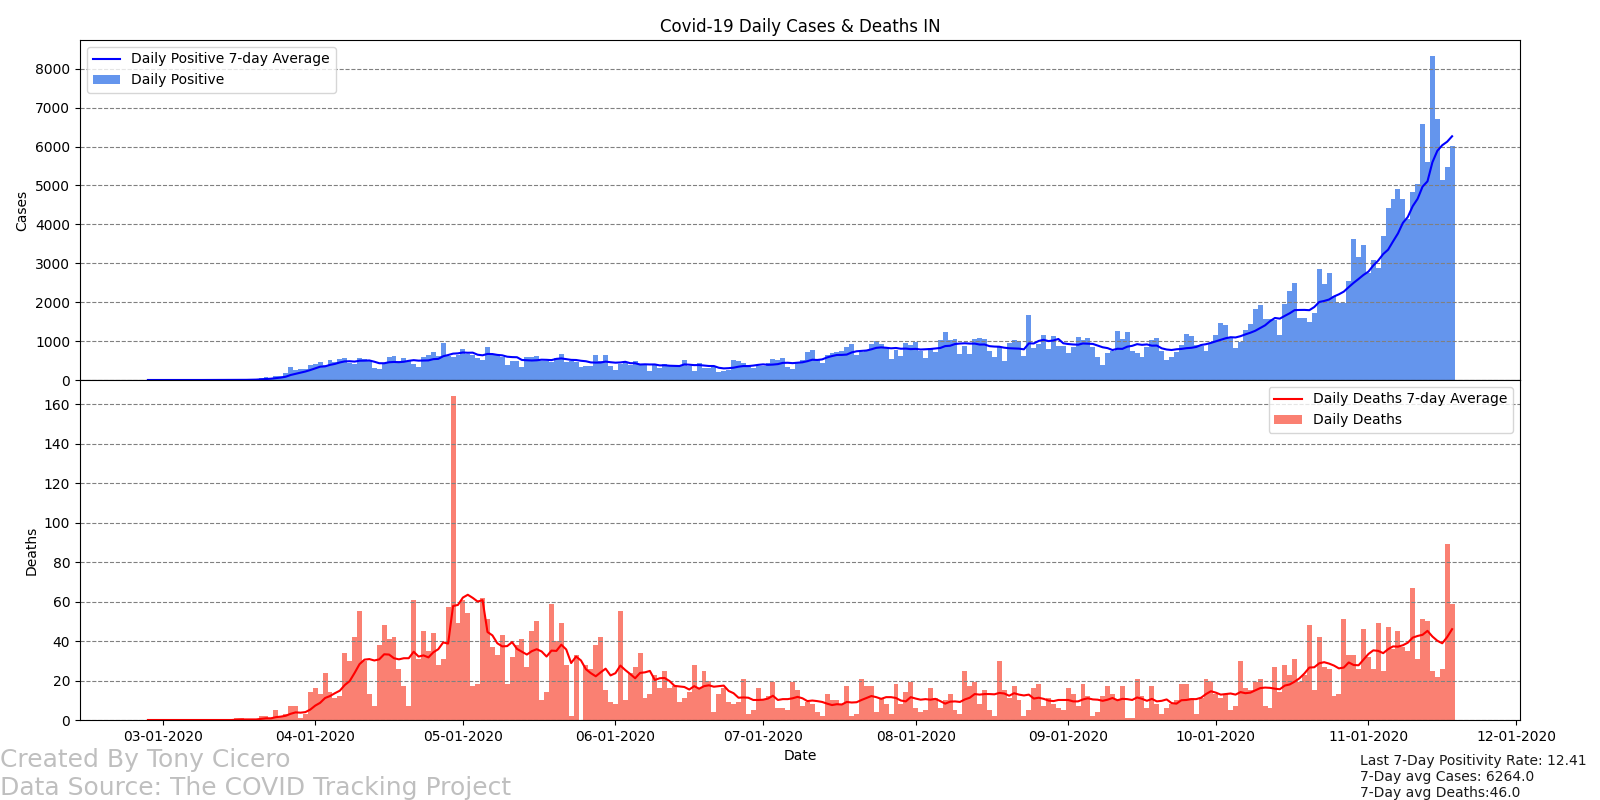 Covid-19 Daily Cases & Deaths IN
Daily Positive 7-day Average
Daily Positive
8000
7000
6000
5000
4000
3000
2000
1000
0
Cases
Daily Deaths 7-day Average
Daily Deaths
160
140
120
100
80
60
40
20
0
Deaths
03-01-2020 04-01-2020 05-01-2020 06-01-2020 07-01-2020 08-01-2020 09-01-2020 10-01-2020 11-01-2020 12-01-2020
Date
Created By Tony Cicero
Data Source: The COVID Tracking Project
Last 7-Day Positivity Rate: 12.41
7-Day avg Cases: 6264.0
7-Day avg Deaths:46.0